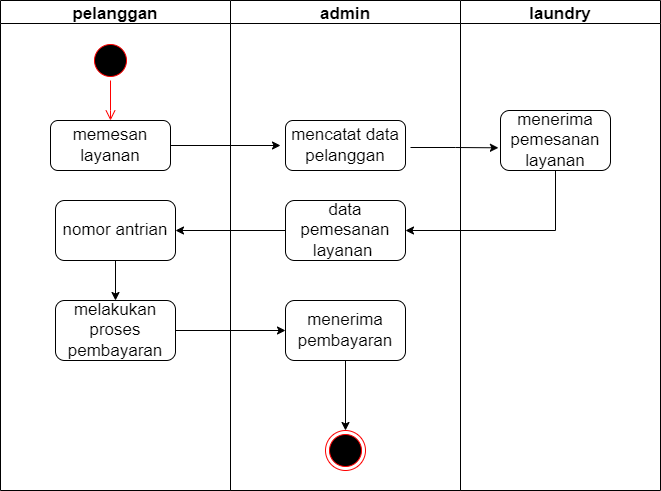 pelanggan
admin
laundry
memesan
layanan
mencatat data
pelanggan
menerima
pemesanan
layanan
nomor antrian
data
pemesanan
layanan
melakukan
proses
pembayaran
menerima
pembayaran